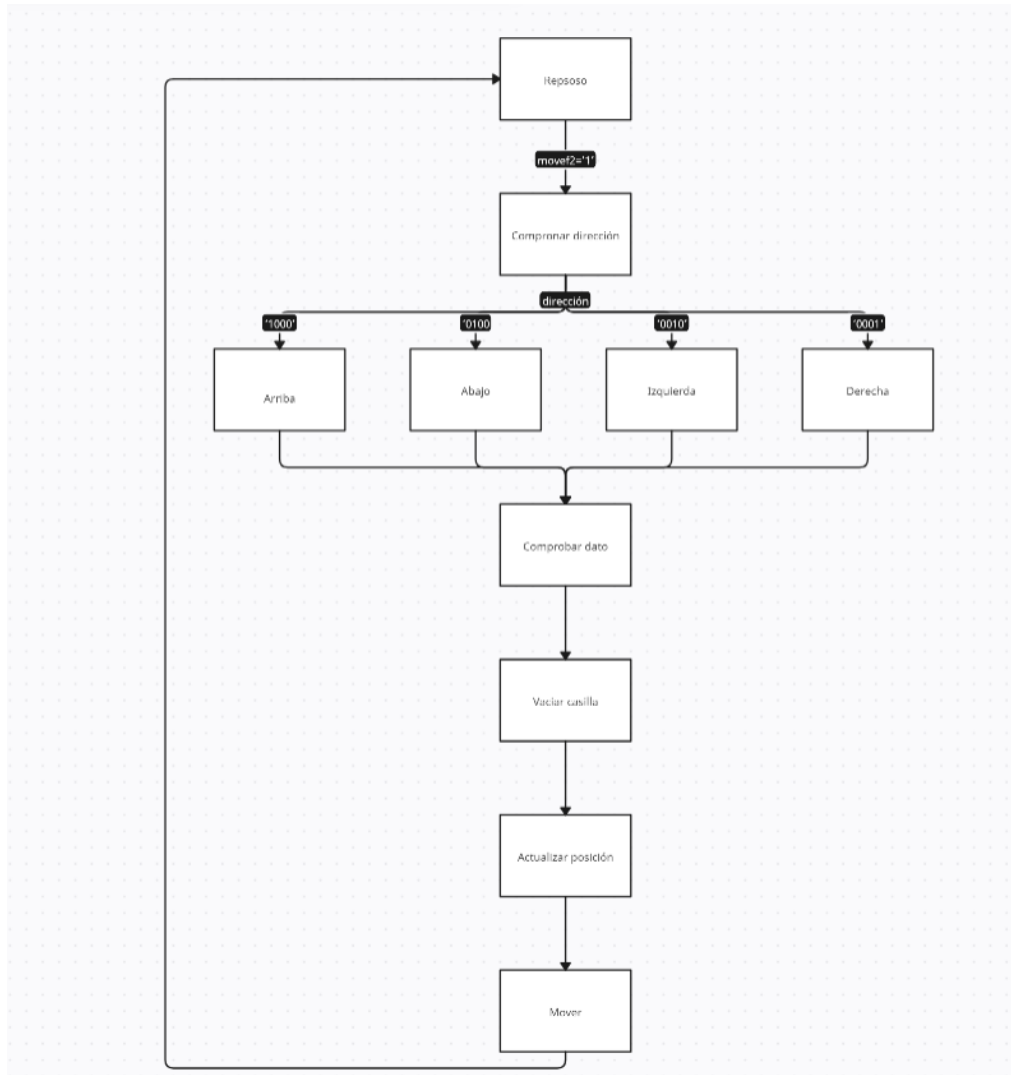 Repsoso
movef2='1'
Compronar dirección
dirección
'1000'
'0100
'0010'
'0001'
Arriba
Abajo
Izquierda
Derecha
Comprobar dato
Vaciar casilla
Actualizar posición
Mover